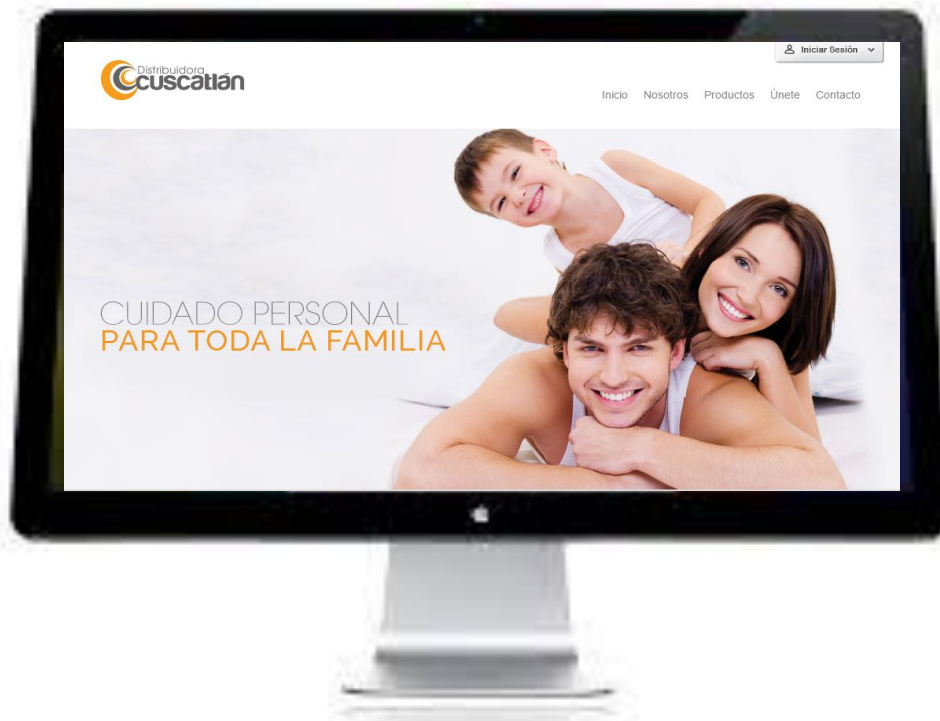 Iniciar Sesión
Distribuidora
cuscatlán
Inicio Nosotros Productos Únete Contacto
CUIDADO PERSONAL
PARA TODA LA FAMILIA